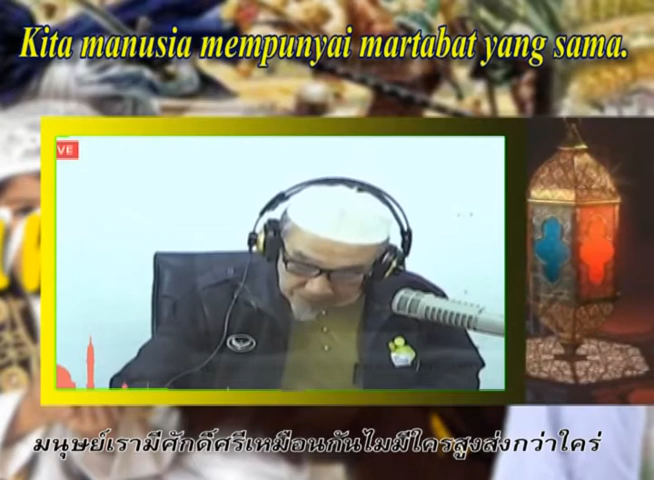 Kita manusia mempunyai martabat yang sama.
VE
มนุษย์เรามีศักดิ์ศรีเหมือนกันไมมีใครสูงส่งกว่าใคร่